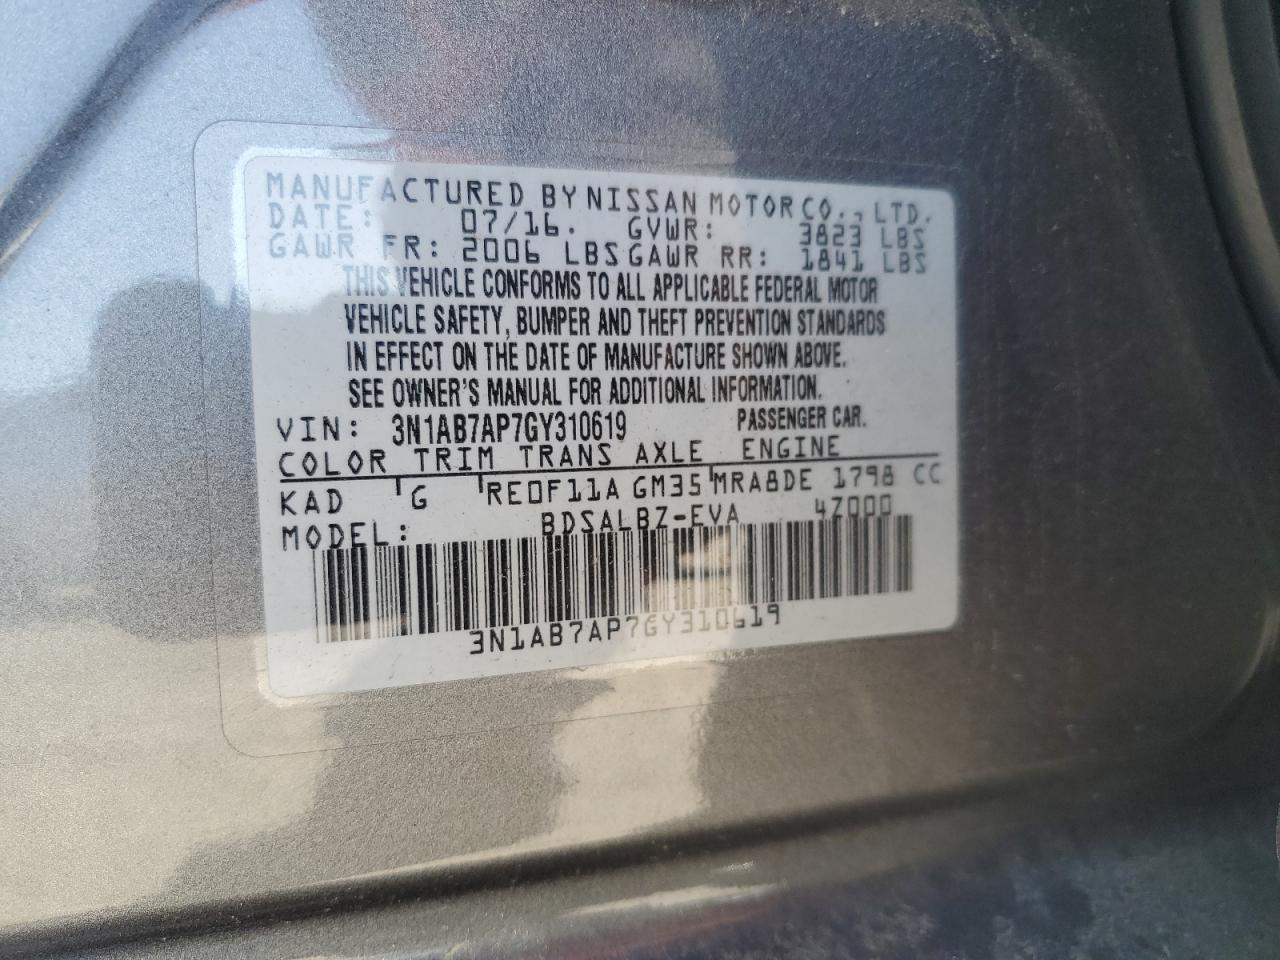 MANUFACTURED BY NISSAN MOTOR CO., LTD.
DATE: 07/16. GVWR: 3823 LBS
GAWR FR: 2006 LBS GAWR RR: 1841 LBS
THIS VEHICLE CONFORMS TO ALL APPLICABLE FEDERAL MOTOR
VEHICLE SAFETY, BUMPER AND THEFT PREVENTION STANDARDS
IN EFFECT ON THE DATE OF MANUFACTURE SHOWN ABOVE.
SEE OWNER'S MANUAL FOR ADDITIONAL INFORMATION.
VIN: 3N1AB7AP7GY310619 PASSENGER CAR.
COLOR TRIM TRANS AXLE ENGINE
KAD G RE0F11A GM35 MRA8DE 1798 CC
MODEL: BDSALBZ-EVA 4Z000
3N1AB7AP7GY310619